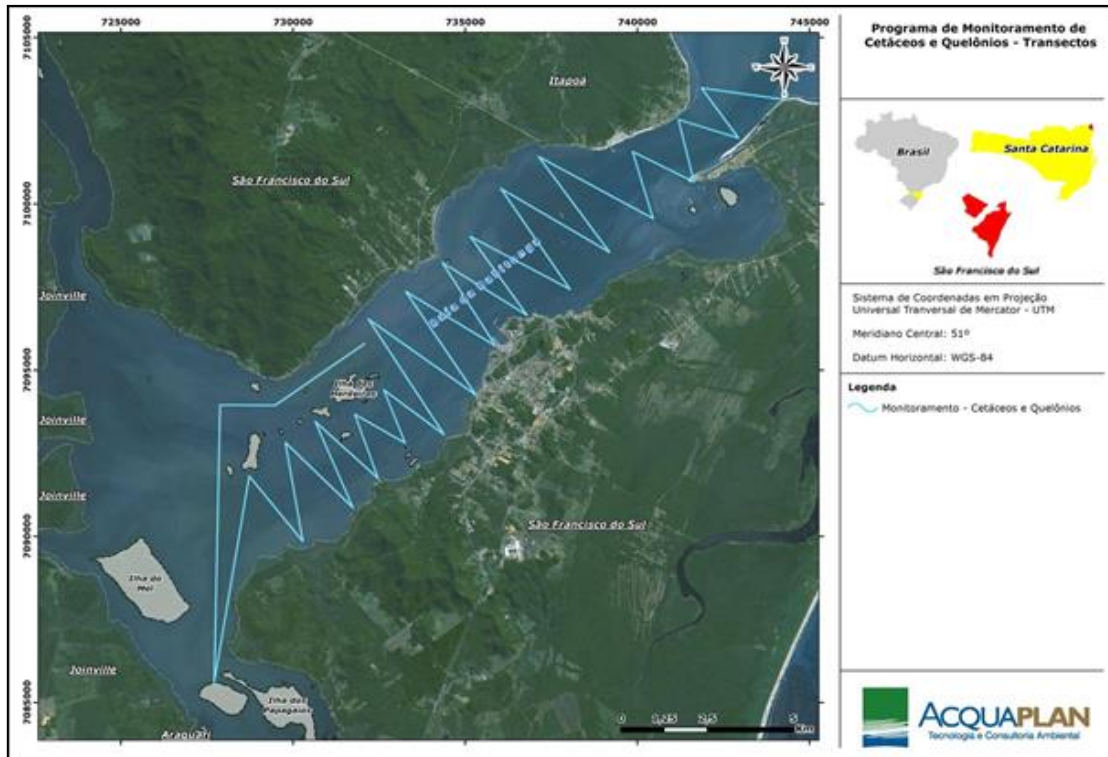 725000
730000
735000
740000
745000
7105000
7100000
7095000
7090000
7085000
Itapoá
São Francisco do Sul
Baía da Babitonga
Joinville
Joinville
Joinville
Ilha dos Herdeiros
São Francisco do Sul
Ilha do Mel
Joinville
Ilha dos Papagaios
Araquari
0 1,25 2,5 5
Km
Programa de Monitoramento de
Cetáceos e Quelônios - Transectos
Brasil
Santa Catarina
São Francisco do Sul
Sistema de Coordenadas em Projeção
Universal Tranversal de Mercator - UTM
Meridiano Central: 51º
Datum Horizontal: WGS-84
Legenda
Monitoramento - Cetáceos e Quelônios
ACQUAPLAN
Tecnologia e Consultoria Ambiental